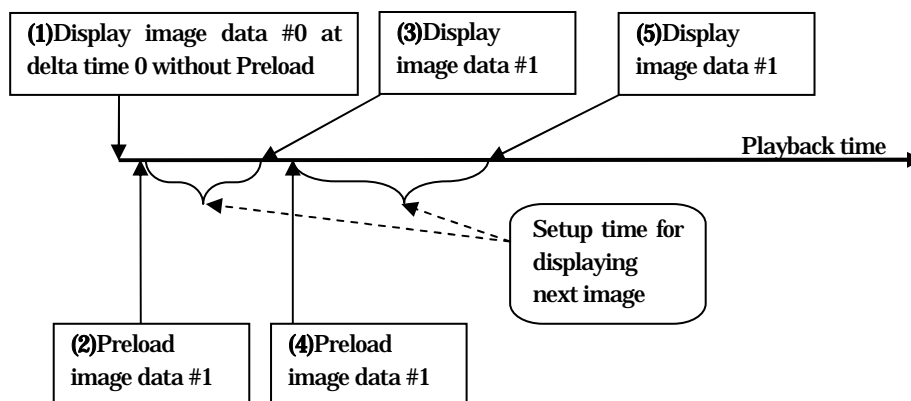 (1)Display image data #0 at
delta time 0 without Preload
(3)Display
image data #1
(5)Display
image data #1
Playback time
Setup time for
displaying
next image
(2)Preload
image data #1
(4)Preload
image data #1